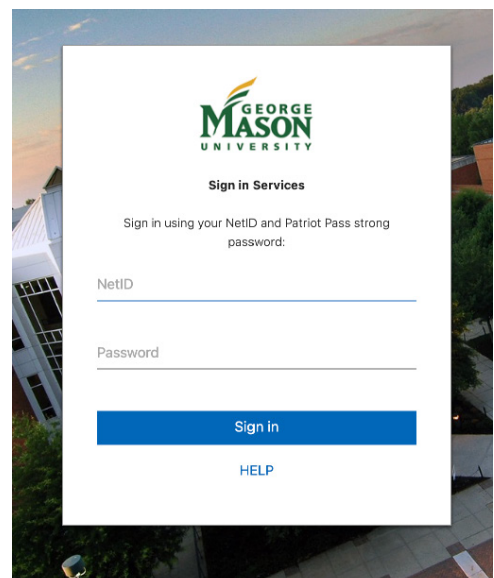 GEORGE
MASON
UNIVERSITY
Sign in Services
Sign in using your NetID and Patriot Pass strong
password:
NetID
Password
Sign in
HELP